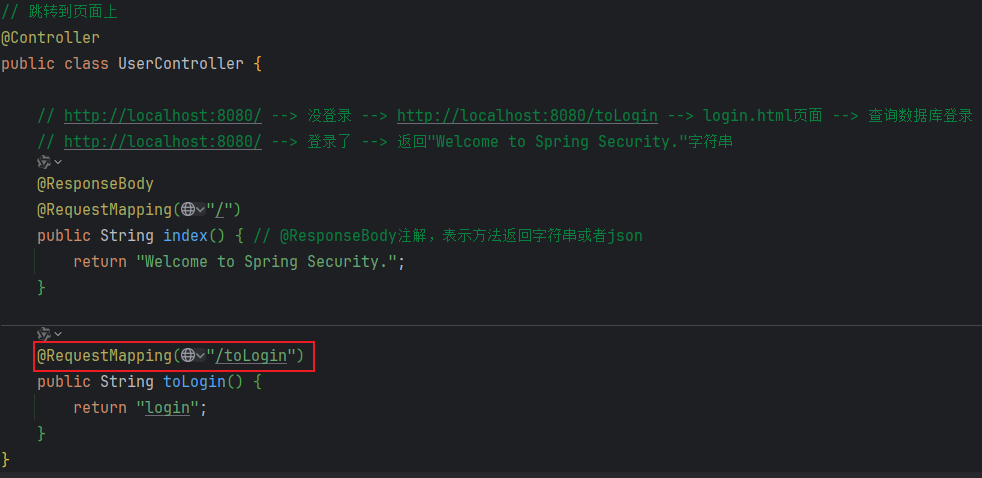 // 跳转到页面上
@Controller
public class UserController {
// http://localhost:8080/ --> 没登录 --> http://localhost:8080/toLogin --> login.html页面 --> 查询数据库登录
// http://localhost:8080/ --> 登录了 --> 返回"Welcome to Spring Security."字符串
@ResponseBody
@RequestMapping("/")
public String index() { // @ResponseBody注解，表示方法返回字符串或者json
return "Welcome to Spring Security.";
}
@RequestMapping("/toLogin")
public String toLogin() {
return "login";
}
}